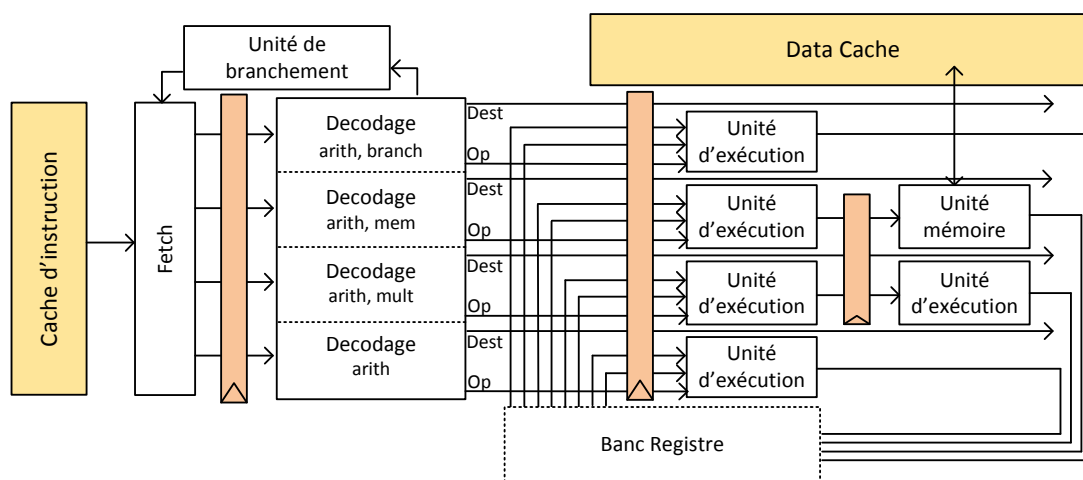 Unité de
branchement
Data Cache
Cache d'instruction
Fetch
Decodage
arith, branch
Dest
Op
Unité
d'exécution
Decodage
arith, mem
Dest
Op
Unité
d'exécution
Unité
mémoire
Decodage
arith, mult
Dest
Op
Unité
d'exécution
Unité
d'exécution
Decodage
arith
Dest
Op
Unité
d'exécution
Banc Registre